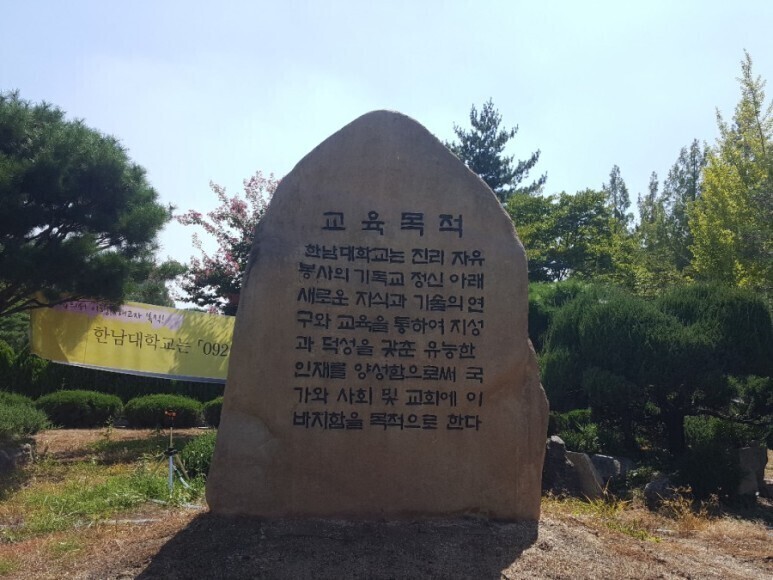 교육목적
한남대학교는 진리 자유
봉사의 기독교 정신 아래
새로운 지식과 기술의 연
구와 교육을 통하여 지성
과 덕성을 갖춘 유능한
인재를 양성함으로써 국
가와 사회 및 교회에 이
바지함을 목적으로 한다
한남대학교는 「092